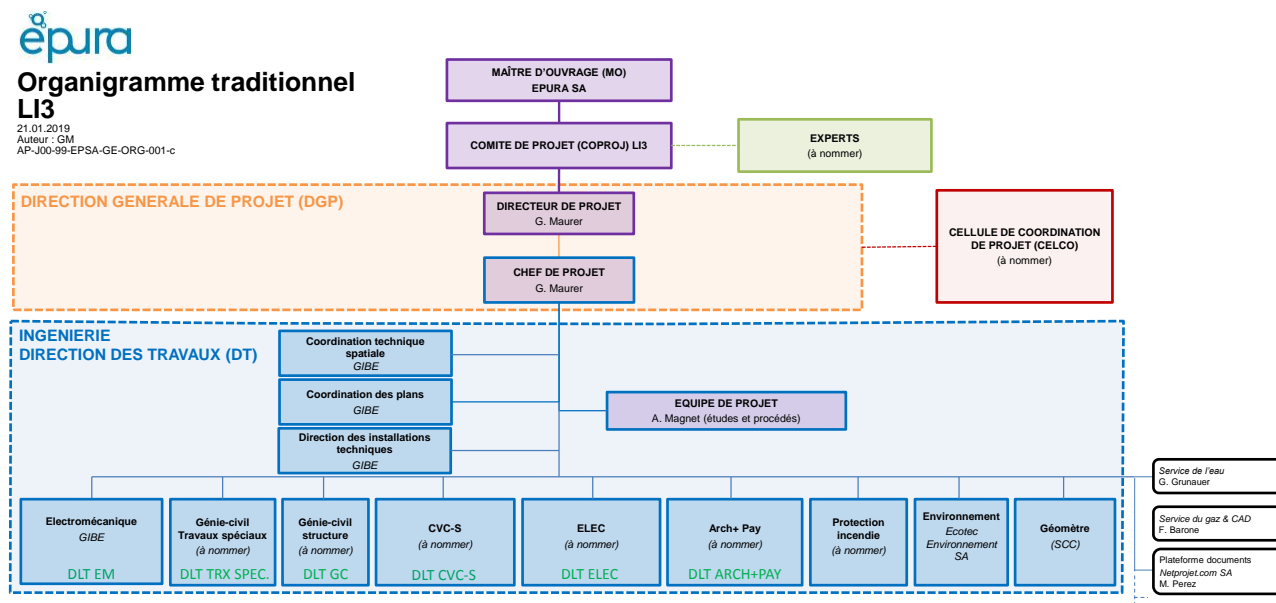 épura
Organigramme traditionnel
LI3
21.01.2019
Auteur : GM
AP-J00-99-EPSA-GE-ORG-001-c
MAÎTRE D'OUVRAGE (MO)
EPURA SA
COMITE DE PROJET (COPROJ) LI3
EXPERTS
(à nommer)
DIRECTION GENERALE DE PROJET (DGP)
DIRECTEUR DE PROJET
G. Maurer
CHEF DE PROJET
G. Maurer
CELLULE DE COORDINATION
DE PROJET (CELCO)
(à nommer)
INGENIERIE
DIRECTION DES TRAVAUX (DT)
Coordination technique
spatiale
GIBE
Coordination des plans
GIBE
Direction des installations
techniques
GIBE
EQUIPE DE PROJET
A. Magnet (études et procédés)
Electromécanique
GIBE
DLT EM
Génie-civil
Travaux spéciaux
(à nommer)
DLT TRX SPEC.
Génie-civil
structure
(à nommer)
DLT GC
CVC-S
(à nommer)
DLT CVC-S
ELEC
(à nommer)
DLT ELEC
Arch+ Pay
(à nommer)
DLT ARCH+PAY
Protection
incendie
(à nommer)
Environnement
Ecotec
Environnement
SA
Géomètre
(SCC)
Service de l'eau
G. Grunauer
Service du gaz & CAD
F. Barone
Plateforme documents
Netprojet.com SA
M. Perez